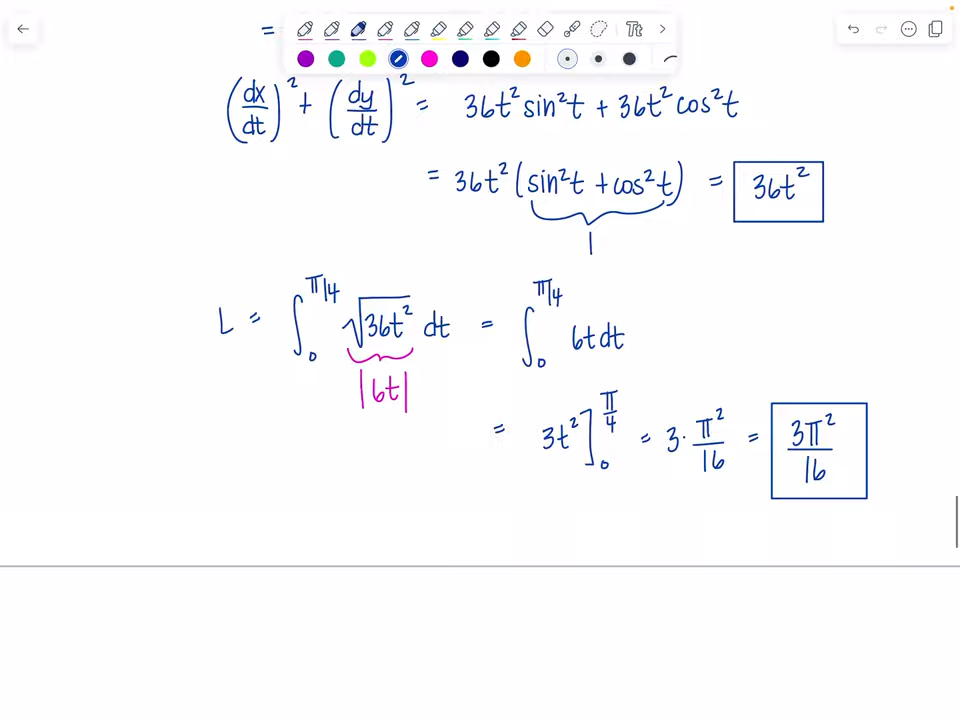 =
Tt
(dx/dt)² + (dy/dt)² = 36t² sin²t + 36t² cos²t
= 36t² (sin²t + cos²t) = 36t²
1
L = ∫₀^π/4 √36t² dt = ∫₀^π/4 6t dt
|6t|
= 3t² ]₀^π/4 = 3 · π²/16 = 3π²/16